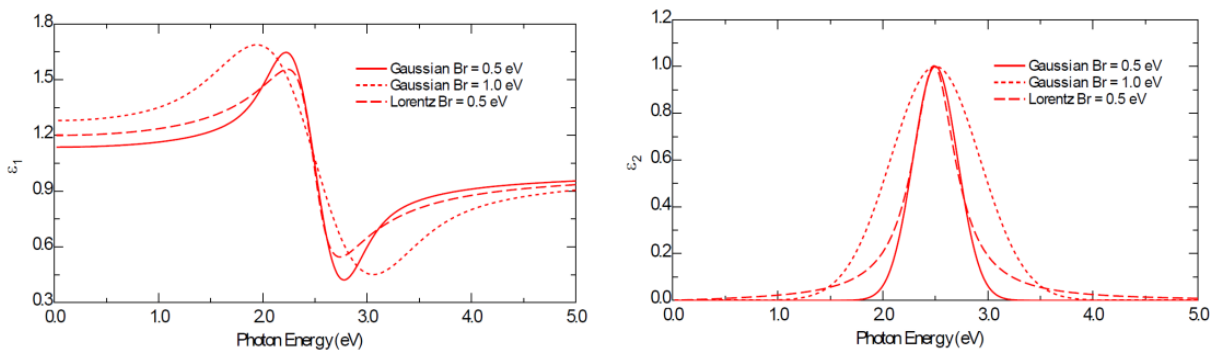 1.8
1.5
1.2
0.9
0.6
0.3
ε1
Gaussian Br = 0.5 eV
Gaussian Br = 1.0 eV
Lorentz Br = 0.5 eV
0.0 1.0 2.0 3.0 4.0 5.0
Photon Energy (eV)
1.2
1.0
0.8
0.6
0.4
0.2
0.0
ε2
Gaussian Br = 0.5 eV
Gaussian Br = 1.0 eV
Lorentz Br = 0.5 eV
0.0 1.0 2.0 3.0 4.0 5.0
Photon Energy (eV)